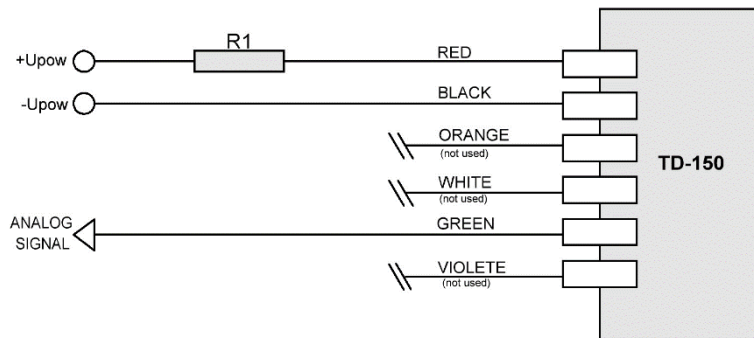 R1
+Upow
RED
-Upow
BLACK
ORANGE
(not used)
TD-150
WHITE
(not used)
ANALOG
SIGNAL
GREEN
VIOLETE
(not used)